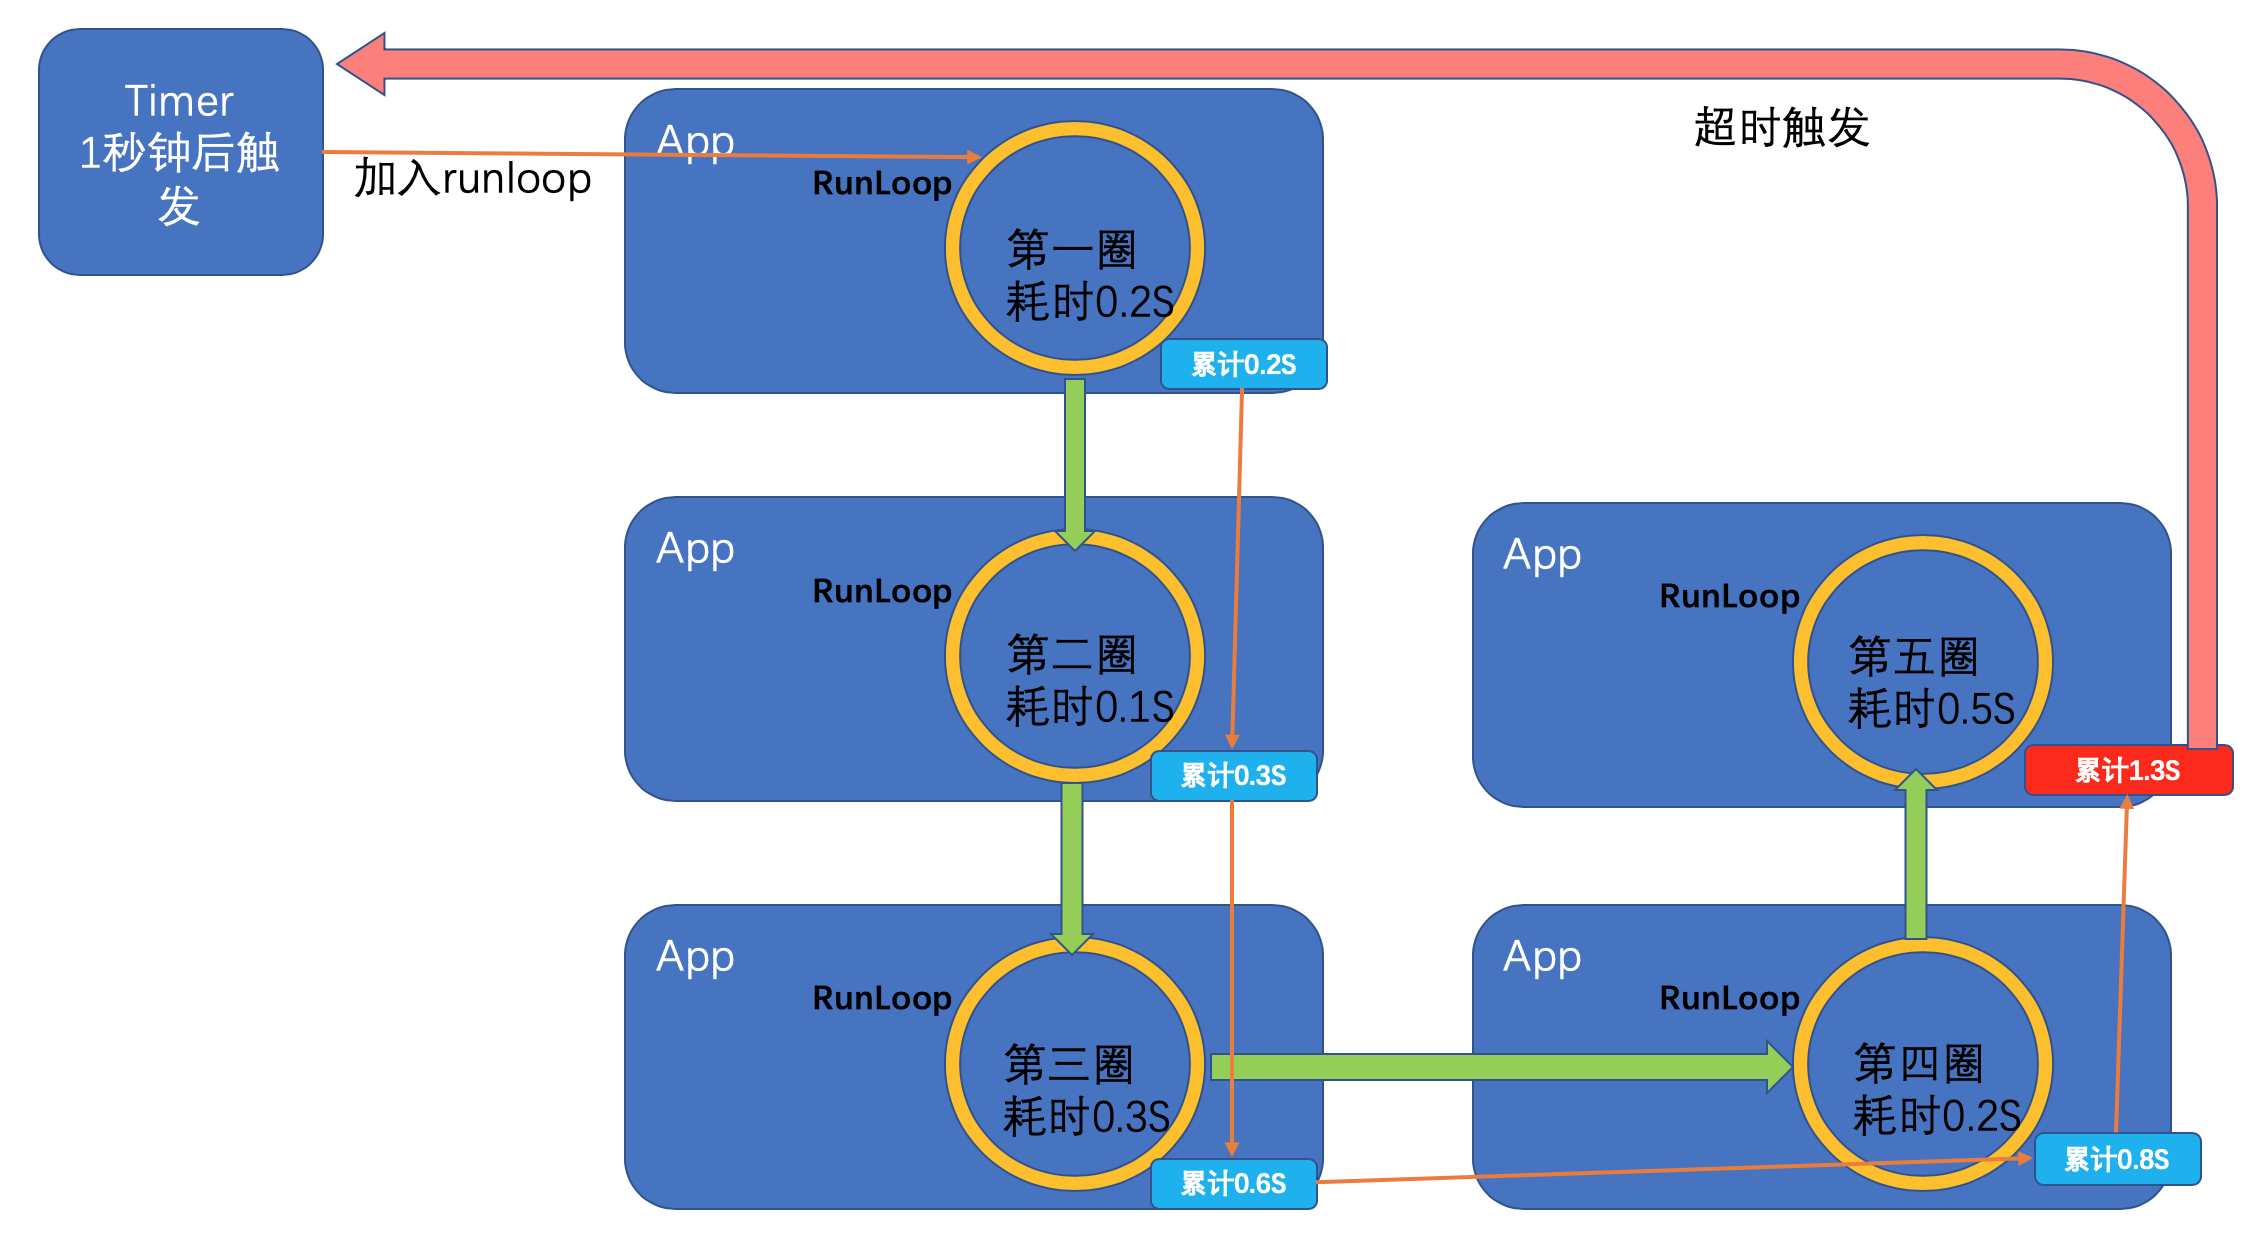 Timer
1秒钟后触
发
加入runloop
超时触发
App
RunLoop
第一圈
耗时0.2S
累计0.2S
App
RunLoop
第二圈
耗时0.1S
累计0.3S
App
RunLoop
第三圈
耗时0.3S
累计0.6S
App
RunLoop
第四圈
耗时0.2S
累计0.8S
App
RunLoop
第五圈
耗时0.5S
累计1.3S